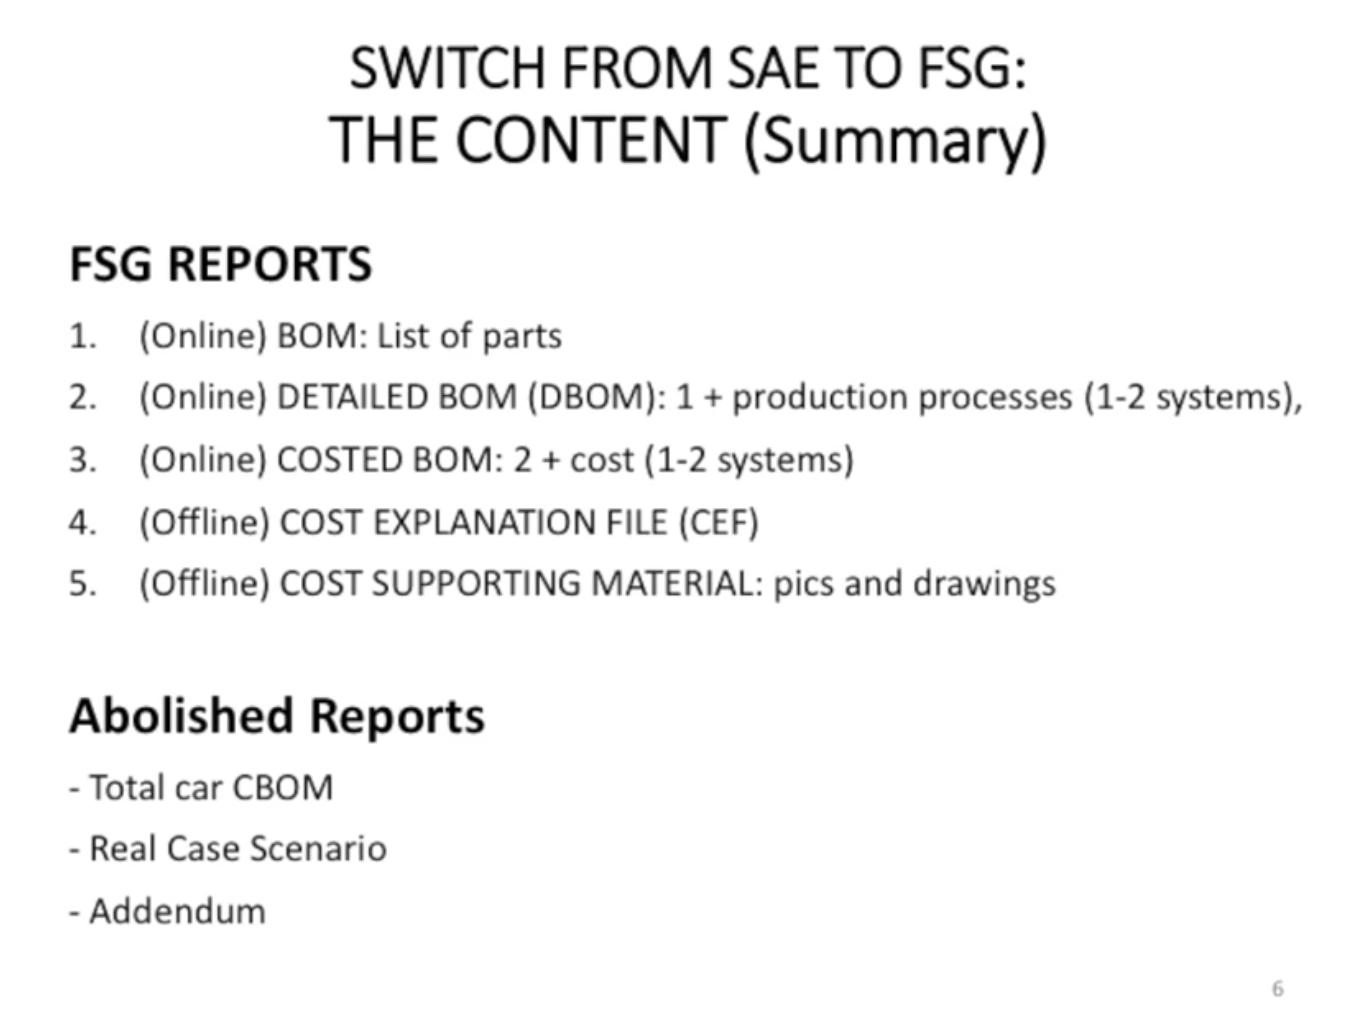 SWITCH FROM SAE TO FSG:
THE CONTENT (Summary)
FSG REPORTS
1. (Online) BOM: List of parts
2. (Online) DETAILED BOM (DBOM): 1 + production processes (1-2 systems),
3. (Online) COSTED BOM: 2 + cost (1-2 systems)
4. (Offline) COST EXPLANATION FILE (CEF)
5. (Offline) COST SUPPORTING MATERIAL: pics and drawings
Abolished Reports
- Total car CBOM
- Real Case Scenario
- Addendum
6